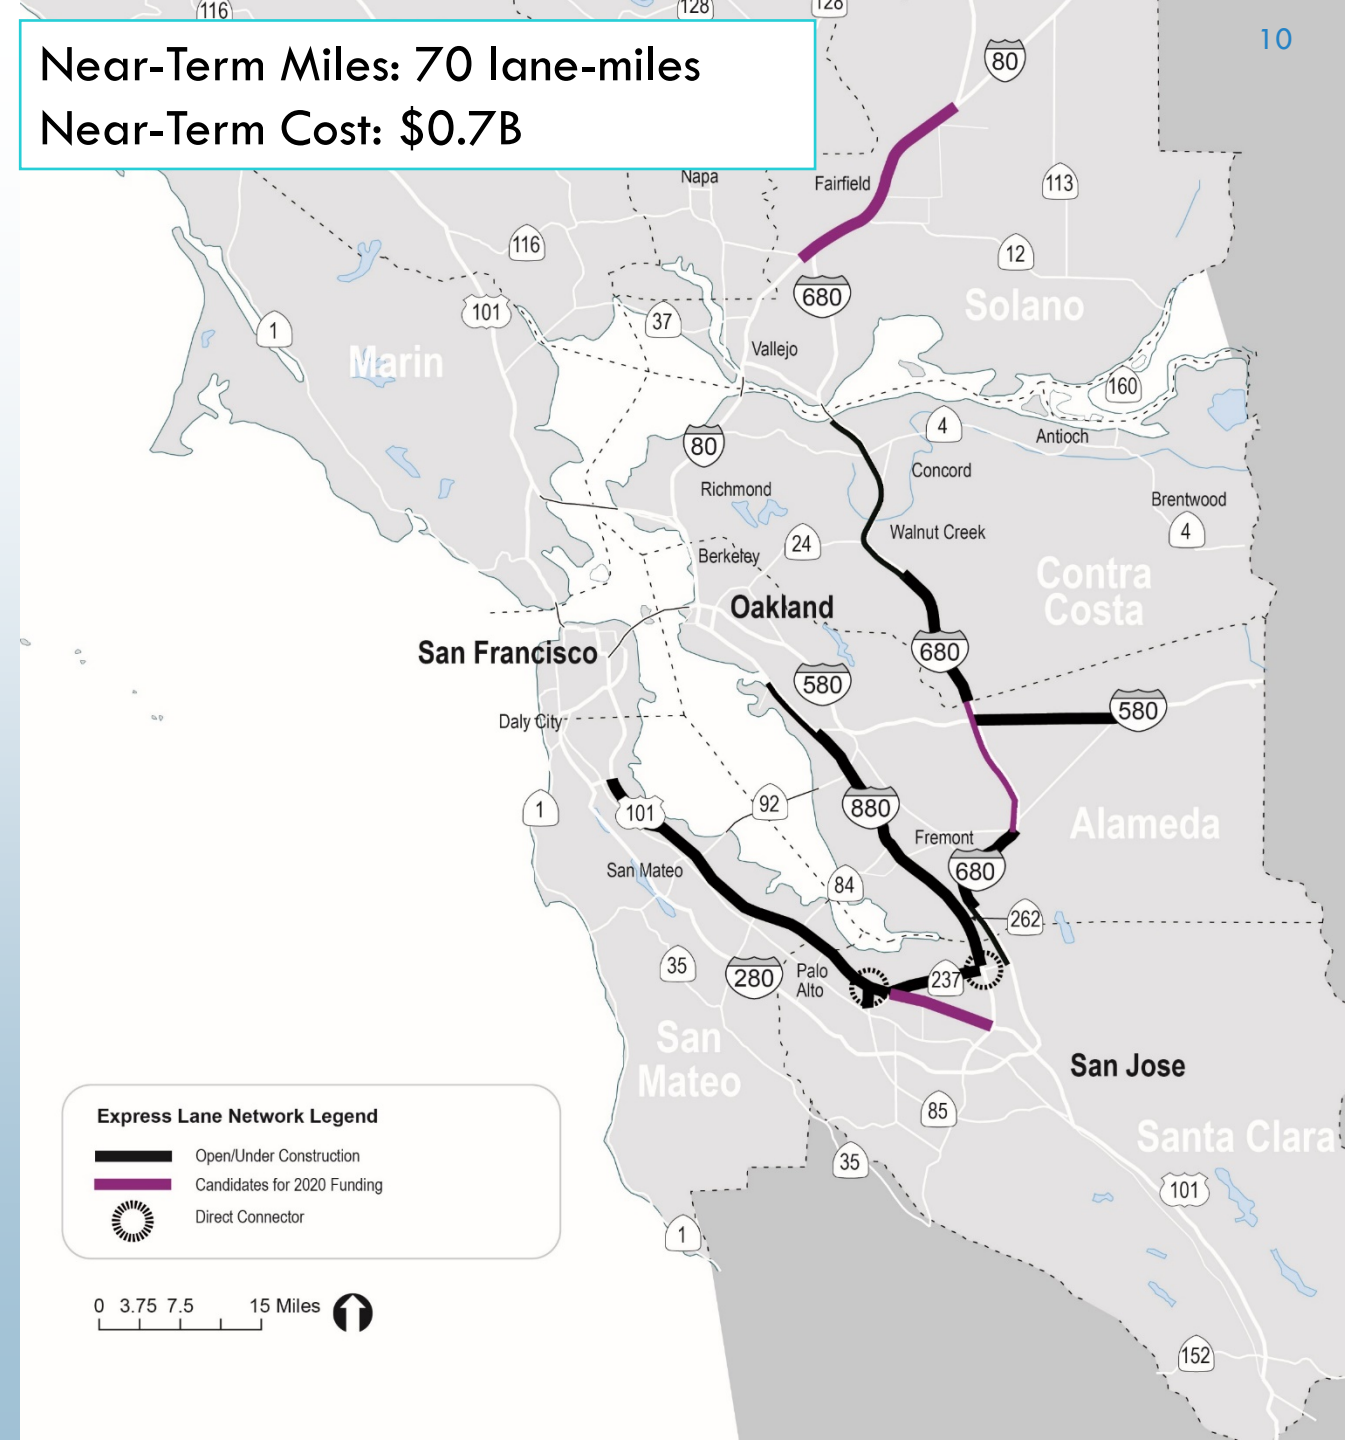 116
128
128
10
Near-Term Miles: 70 lane-miles
Near-Term Cost: $0.7B
80
Napa
Fairfield
113
116
12
680
Solano
101
37
1
Vallejo
Marin
160
4
Antioch
80
Concord
Richmond
Brentwood
Walnut Creek
4
24
Berkeley
Contra
Costa
Oakland
San Francisco
680
580
580
Daly City
1
101
92
880
Fremont
Alameda
San Mateo
680
84
262
35
280
Palo
Alto
237
San
Mateo
San Jose
85
Santa Clara
35
101
1
152
Express Lane Network Legend
Open/Under Construction
Candidates for 2020 Funding
Direct Connector
0 3.75 7.5 15 Miles